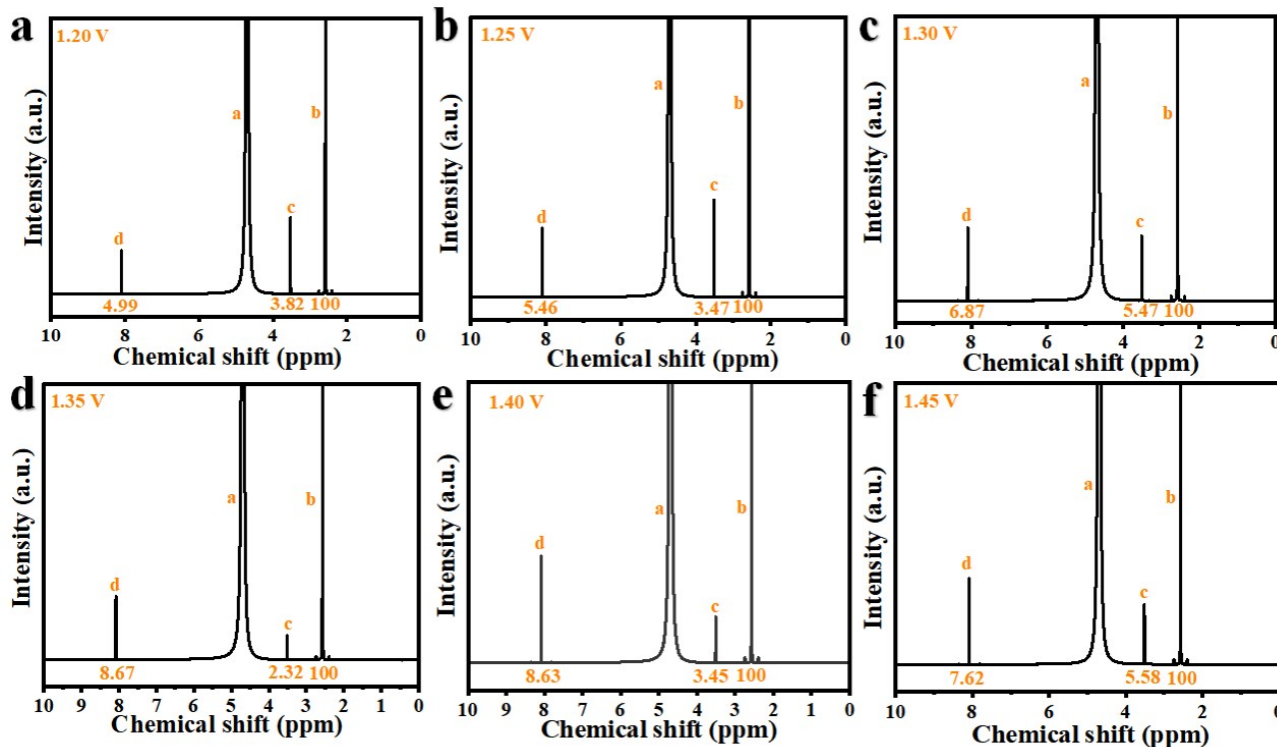 a
1.20 V
Intensity (a.u.)
a
b
c
d
4.99
3.82
100
10 8 6 4 2 0
Chemical shift (ppm)
b
1.25 V
Intensity (a.u.)
a
b
c
d
5.46
3.47
100
10 8 6 4 2 0
Chemical shift (ppm)
c
1.30 V
Intensity (a.u.)
a
b
c
d
6.87
5.47
100
10 8 6 4 2 0
Chemical shift (ppm)
d
1.35 V
Intensity (a.u.)
a
b
c
d
8.67
2.32
100
10 9 8 7 6 5 4 3 2 1 0
Chemical shift (ppm)
e
1.40 V
Intensity (a.u.)
a
b
c
d
8.63
3.45
100
10 9 8 7 6 5 4 3 2 1 0
Chemical shift (ppm)
f
1.45 V
Intensity (a.u.)
a
b
c
d
7.62
5.58
100
10 8 6 4 2 0
Chemical shift (ppm)